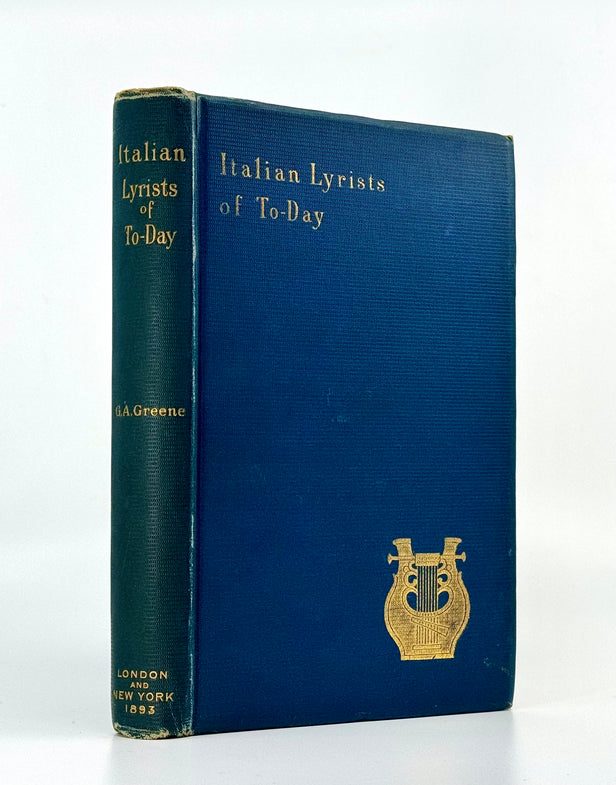 Italian
Lyrists
of
To-Day
G.A.Greene
LONDON
AND
NEW YORK
1893
Italian Lyrists
of To-Day